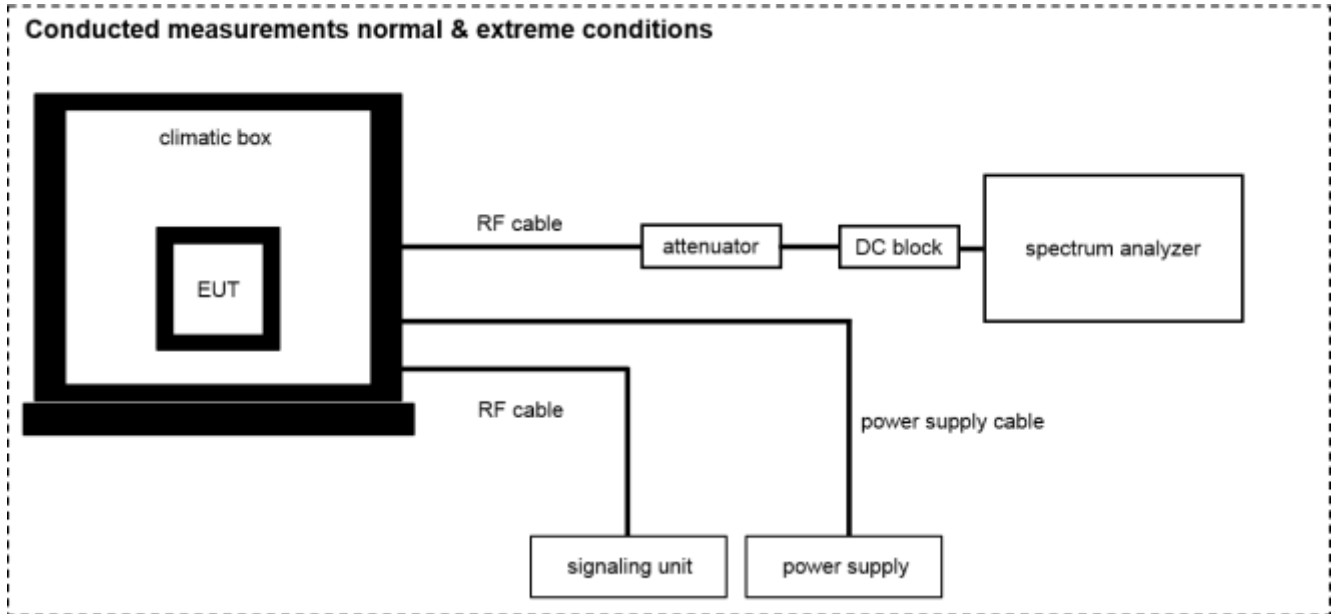 Conducted measurements normal & extreme conditions
climatic box
EUT
RF cable
attenuator
DC block
spectrum analyzer
RF cable
power supply cable
signaling unit
power supply